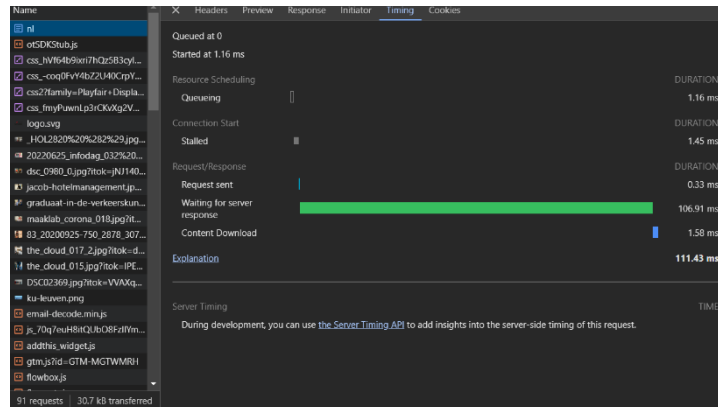 Name
nl
otSDKStub.js
css_hVf64b9ixri7hQz5B3cyl...
css_-coq0FvY4bZ2U40CrpY...
css2?family=Playfair+Displa...
css_fmyPuwnLp3rCKvXg2V...
logo.svg
_HOL2820%20%282%29.jpg...
20220625_infodag_032%20...
dsc_0980_0.jpg?itok=jNJ140...
jacob-hotelmanagement.jp...
graduaat-in-de-verkeerskun...
maaklab_corona_018.jpg?it...
83_20200925-750_2878_307...
the_cloud_017_2.jpg?itok=d...
the_cloud_015.jpg?itok=IPE...
DSC02369.jpg?itok=VVAXq...
ku-leuven.png
email-decode.min.js
js_70q7euH8itQUbO8FzIlYm...
addthis_widget.js
gtm.js?id=GTM-MGTWMRH
flowbox.js
91 requests 30.7 kB transferred
Headers Preview Response Initiator Timing Cookies
Queued at 0
Started at 1.16 ms
Resource Scheduling DURATION
Queueing 1.16 ms
Connection Start DURATION
Stalled 1.45 ms
Request/Response DURATION
Request sent 0.33 ms
Waiting for server
response 106.91 ms
Content Download 1.58 ms
Explanation 111.43 ms
Server Timing TIME
During development, you can use the Server Timing API to add insights into the server-side timing of this request.